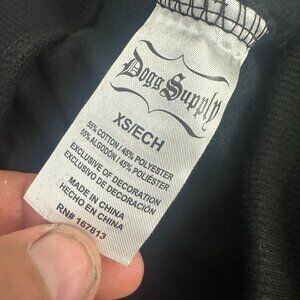 Dogg Supply
XS/ECH
55% COTTON / 45% POLYESTER
55% ALGODÓN / 45% POLIÉSTER
EXCLUSIVE OF DECORATION
EXCLUSIVO DE DECORACIÓN
MADE IN CHINA
HECHO EN CHINA
RN# 167813